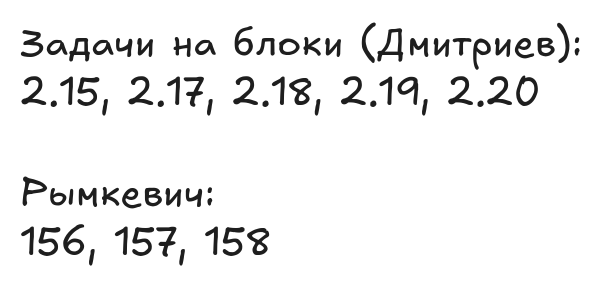 Задачи на блоки (Дмитриев):
2.15, 2.17, 2.18, 2.19, 2.20
Рымкевич:
156, 157, 158